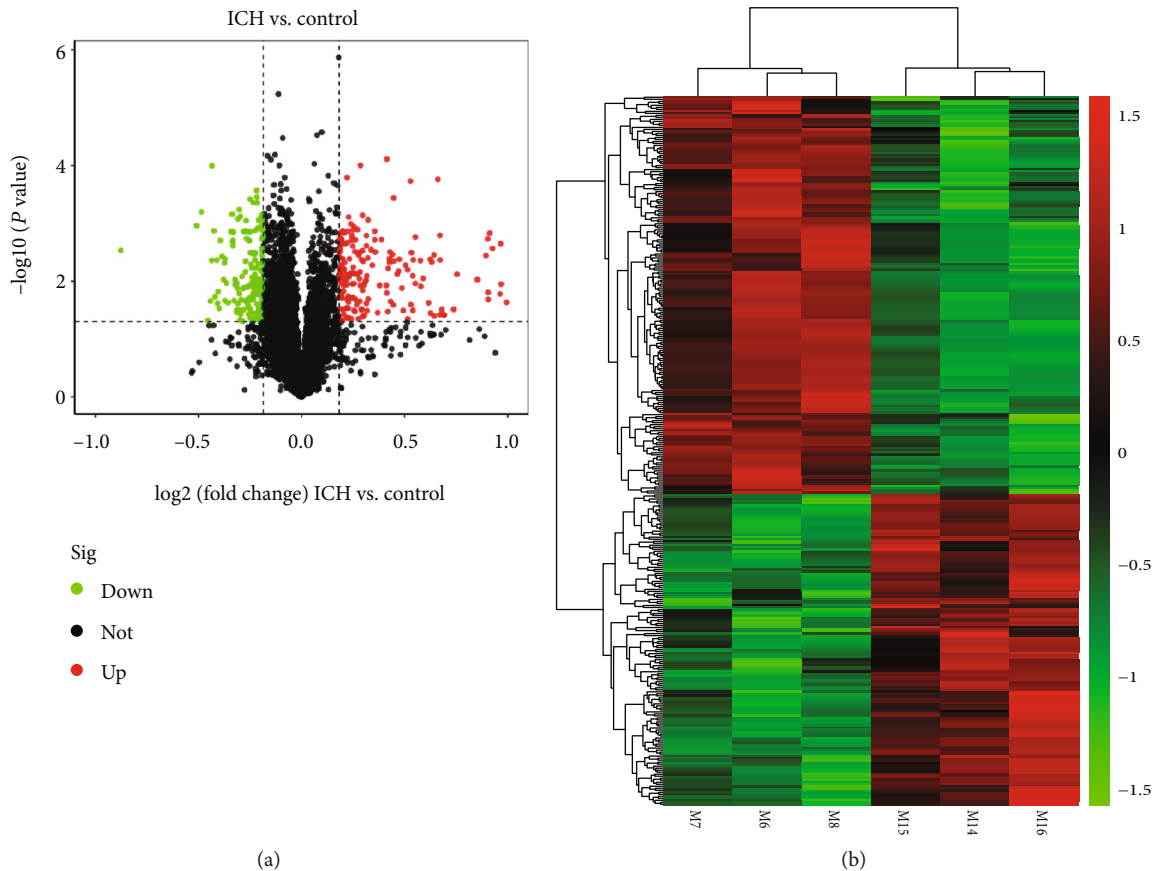 ICH vs. control
6
4
2
0
−log10 (P value)
−1.0
−0.5
0.0
0.5
1.0
log2 (fold change) ICH vs. control
Sig
Down
Not
Up
(a)
1.5
1
0.5
0
−0.5
−1
−1.5
M7
M6
M8
M15
M14
M16
(b)